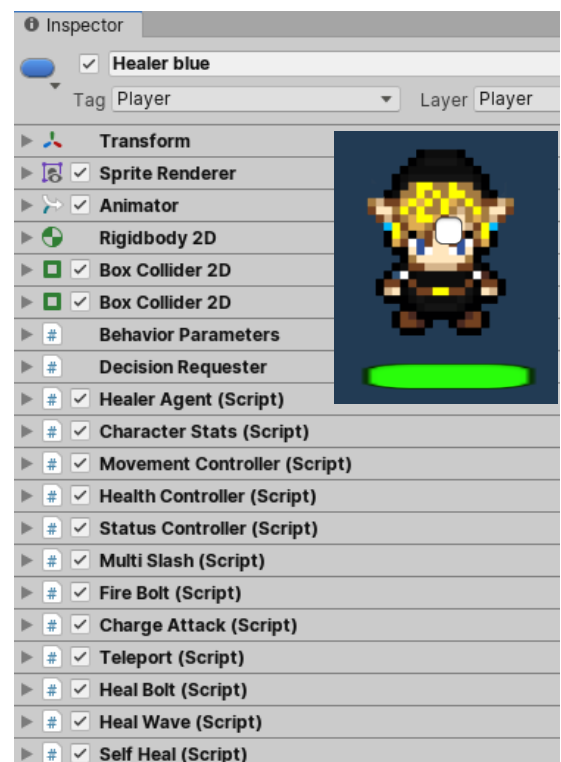 Inspector
Healer blue
Tag Player Layer Player
Transform
Sprite Renderer
Animator
Rigidbody 2D
Box Collider 2D
Box Collider 2D
Behavior Parameters
Decision Requester
# Healer Agent (Script)
# Character Stats (Script)
# Movement Controller (Script)
# Health Controller (Script)
# Status Controller (Script)
# Multi Slash (Script)
# Fire Bolt (Script)
# Charge Attack (Script)
# Teleport (Script)
# Heal Bolt (Script)
# Heal Wave (Script)
# Self Heal (Script)